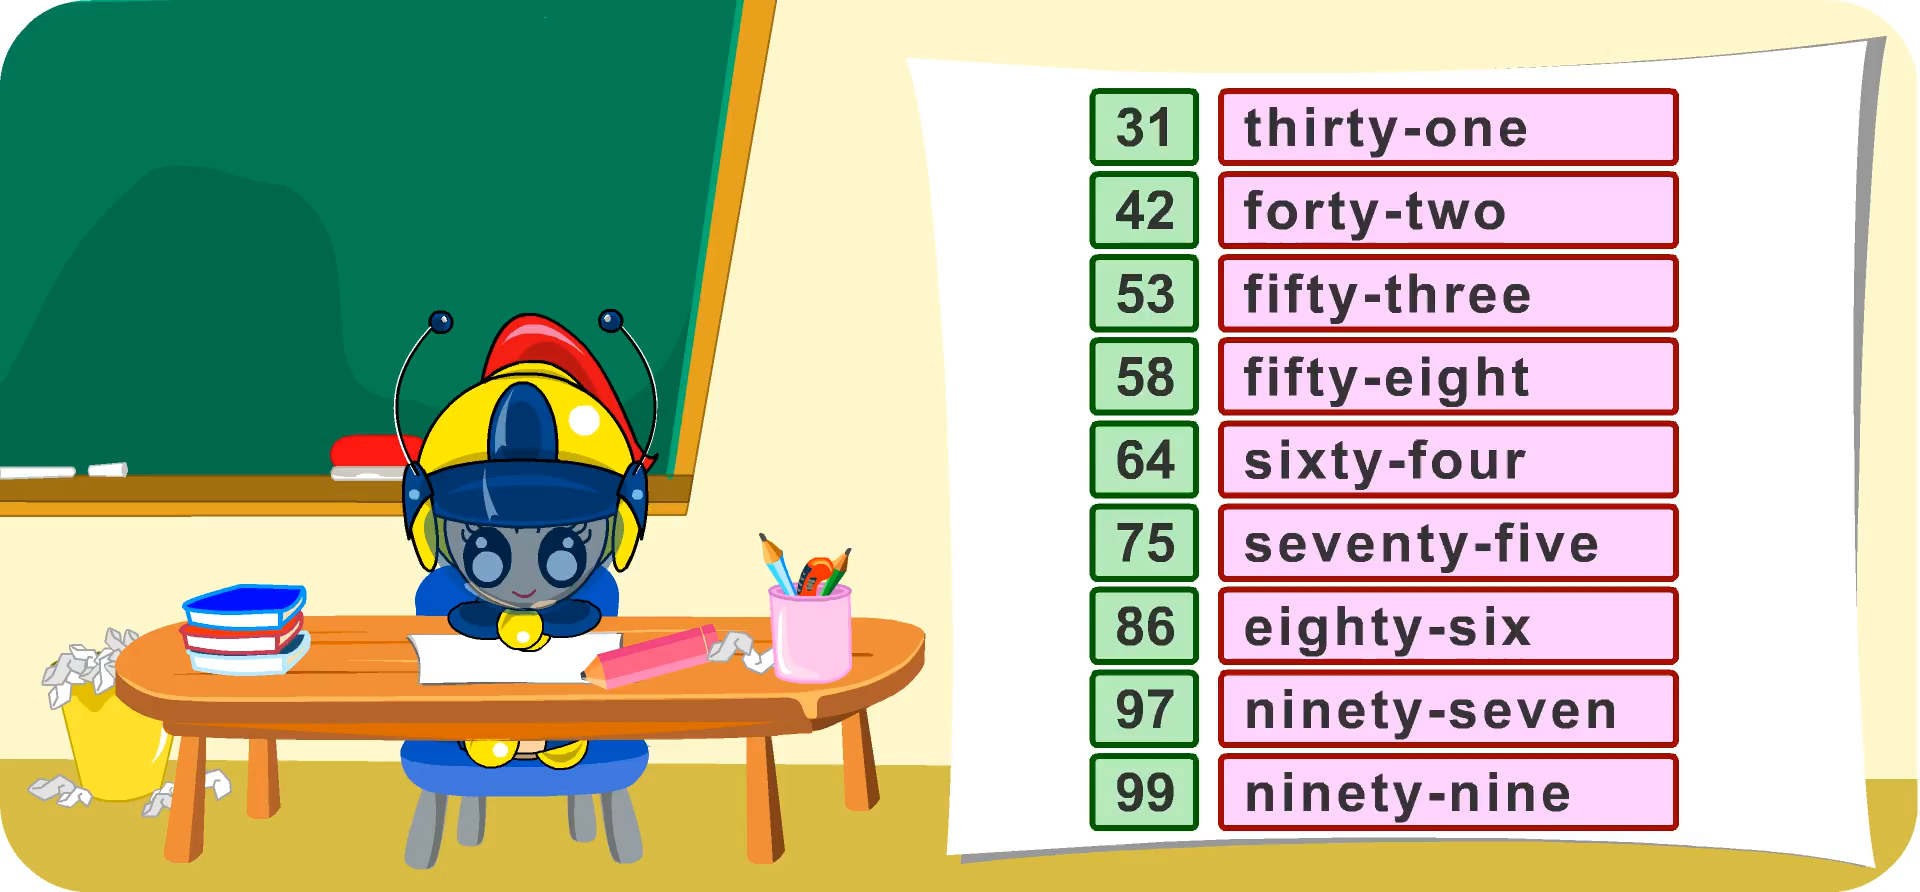 31 thirty-one
42 forty-two
53 fifty-three
58 fifty-eight
64 sixty-four
75 seventy-five
86 eighty-six
97 ninety-seven
99 ninety-nine